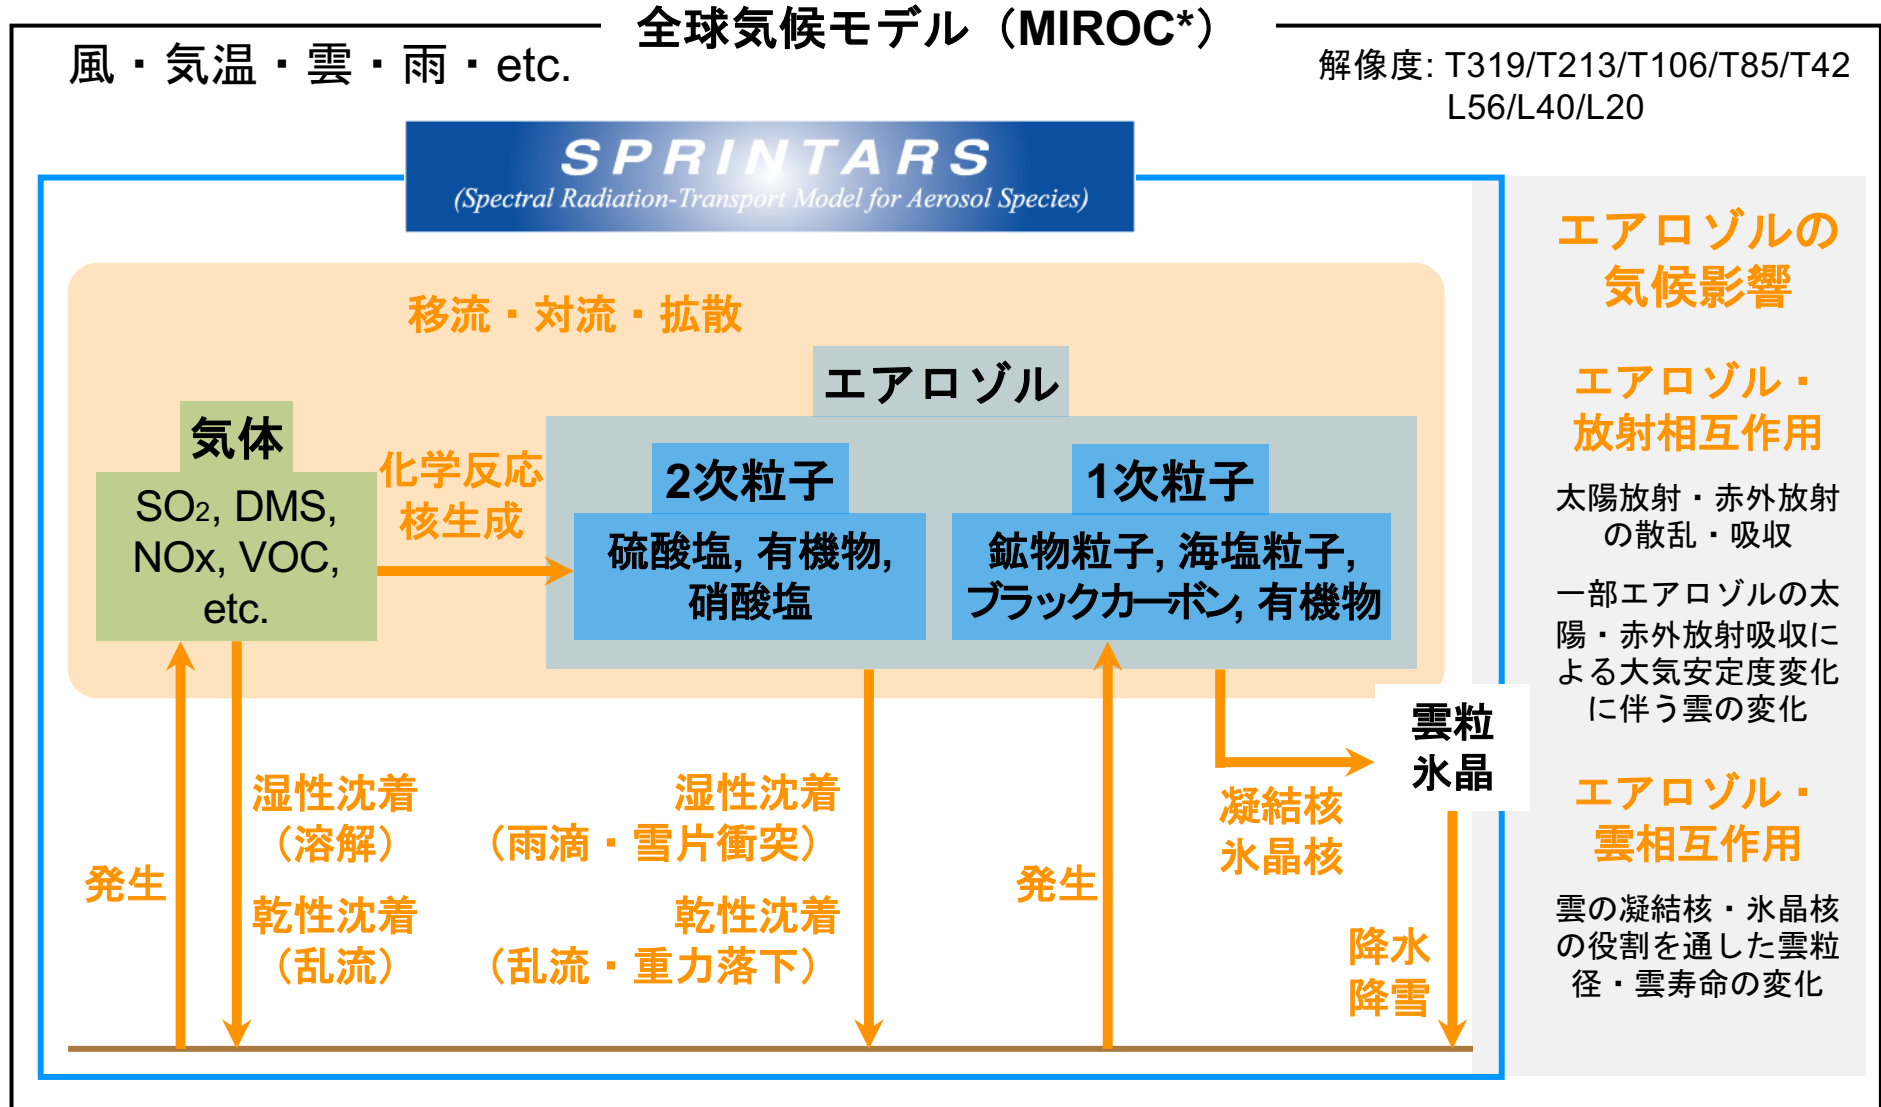 全球気候モデル（MIROC*）
風・気温・雲・雨・etc.
解像度: T319/T213/T106/T85/T42
L56/L40/L20
SPRINTARS
(Spectral Radiation-Transport Model for Aerosol Species)
移流・対流・拡散
気体
SO2, DMS,
NOx, VOC,
etc.
化学反応
核生成
エアロゾル
2次粒子
硫酸塩, 有機物,
硝酸塩
1次粒子
鉱物粒子, 海塩粒子,
ブラックカーボン, 有機物
発生
湿性沈着
（溶解）
乾性沈着
（乱流）
湿性沈着
（雨滴・雪片衝突）
乾性沈着
（乱流・重力落下）
発生
凝結核
氷晶核
雲粒
氷晶
降水
降雪
エアロゾルの
気候影響
エアロゾル・
放射相互作用
太陽放射・赤外放射
の散乱・吸収
一部エアロゾルの太
陽・赤外放射吸収に
よる大気安定度変化
に伴う雲の変化
エアロゾル・
雲相互作用
雲の凝結核・氷晶核
の役割を通した雲粒
径・雲寿命の変化